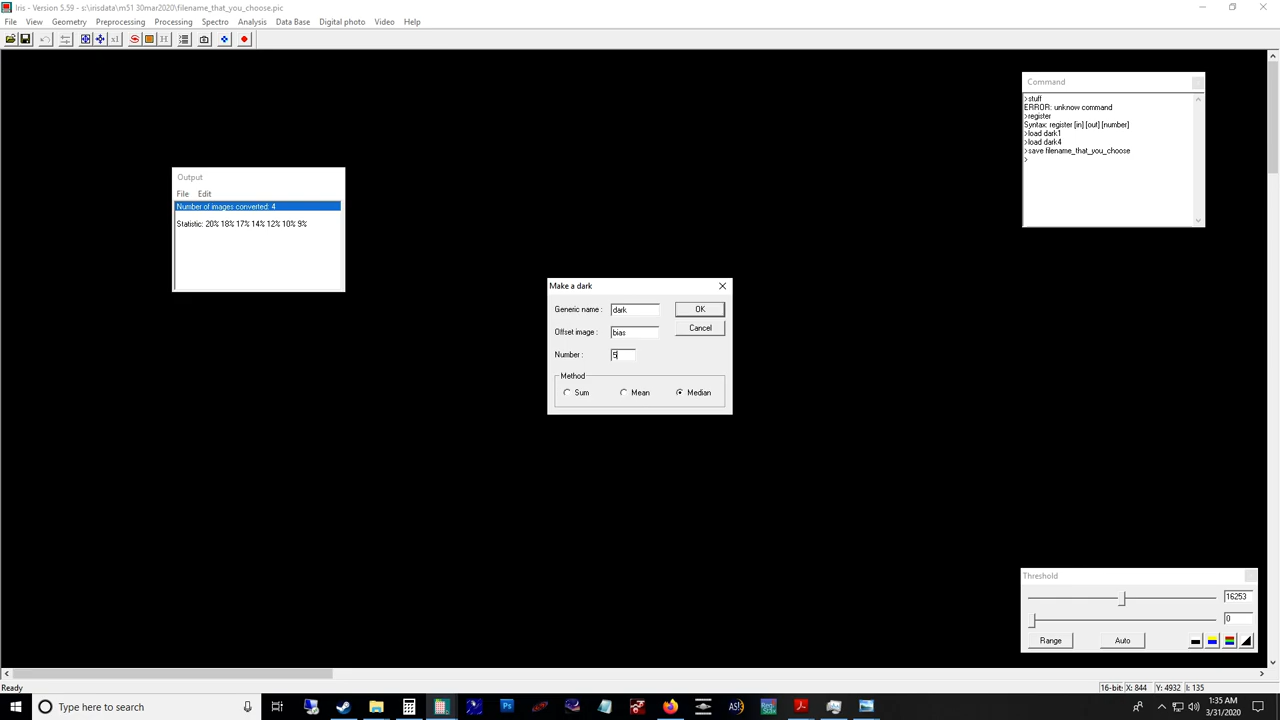 Iris - Version 5.59 - s:\irisdata\m51 30mar2020\filename_that_you_choose.pic
File View Geometry Preprocessing Processing Spectro Analysis Data Base Digital photo Video Help
x1
Command
>stuff
ERROR: unknow command
>register
Syntax: register [in] [out] [number]
>load dark1
>load dark4
>save filename_that_you_choose
>
Output
File Edit
Number of images converted: 4
Statistic: 20% 18% 17% 14% 12% 10% 9%
Make a dark
Generic name : dark OK
Offset image : bias Cancel
Number : 5
Method
Sum Mean Median
Threshold
16253
0
Range Auto
Ready 16-bit: X: 844 Y: 4932 I: 135
Type here to search
Ps
1:35 AM
3/31/2020